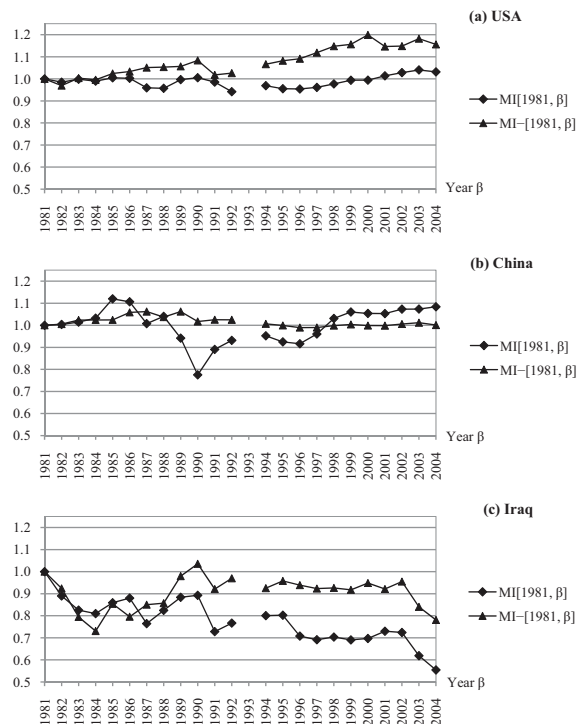 (a) USA
1.2
1.1
1.0
0.9
0.8
0.7
0.6
0.5
MI[1981, β]
MI−[1981, β]
Year β
1981 1982 1983 1984 1985 1986 1987 1988 1989 1990 1991 1992 1993 1994 1995 1996 1997 1998 1999 2000 2001 2002 2003 2004
(b) China
1.2
1.1
1.0
0.9
0.8
0.7
0.6
0.5
MI[1981, β]
MI−[1981, β]
Year β
1981 1982 1983 1984 1985 1986 1987 1988 1989 1990 1991 1992 1993 1994 1995 1996 1997 1998 1999 2000 2001 2002 2003 2004
(c) Iraq
1.2
1.1
1.0
0.9
0.8
0.7
0.6
0.5
MI[1981, β]
MI−[1981, β]
Year β
1981 1982 1983 1984 1985 1986 1987 1988 1989 1990 1991 1992 1993 1994 1995 1996 1997 1998 1999 2000 2001 2002 2003 2004